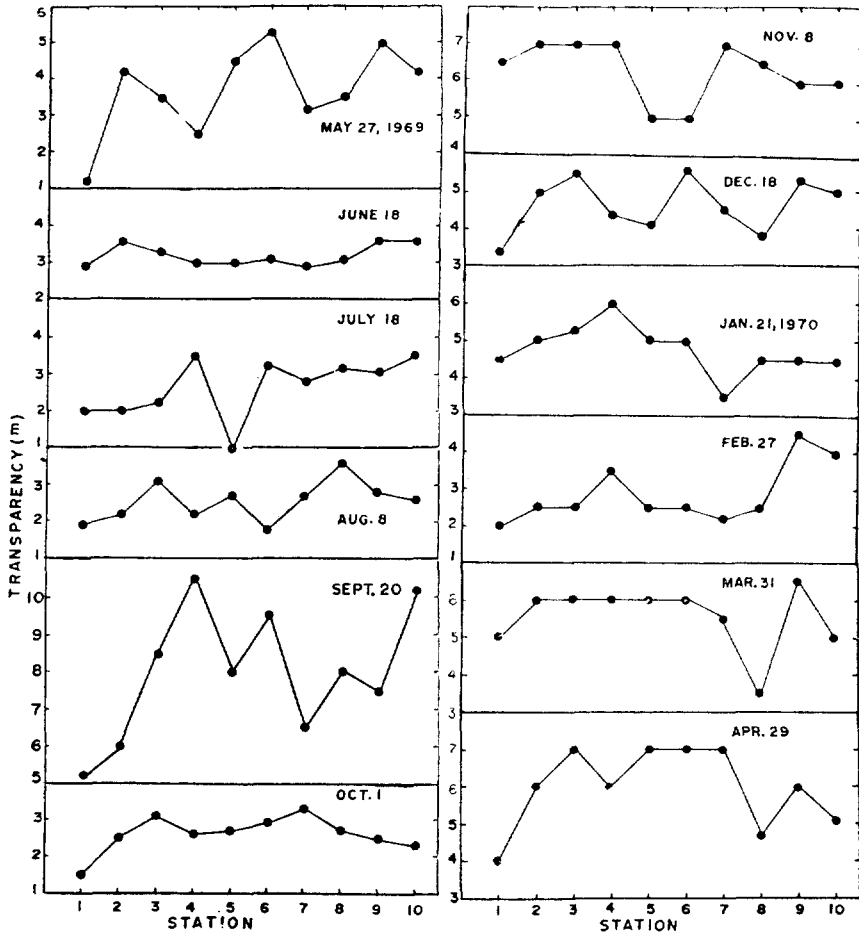 6
5
4
3
2
1
MAY 27, 1969
4
3
2
JUNE 18
4
3
2
1
JULY 18
3
2
1
AUG. 8
10
9
8
7
6
5
SEPT. 20
3
2
1
OCT. 1
TRANSPARENCY (m)
1 2 3 4 5 6 7 8 9 10
STATION
7
6
5
4
NOV. 8
5
4
3
DEC. 18
6
5
4
3
JAN. 21, 1970
4
3
2
1
FEB. 27
6
5
4
3
MAR. 31
7
6
5
4
3
APR. 29
1 2 3 4 5 6 7 8 9 10
STATION